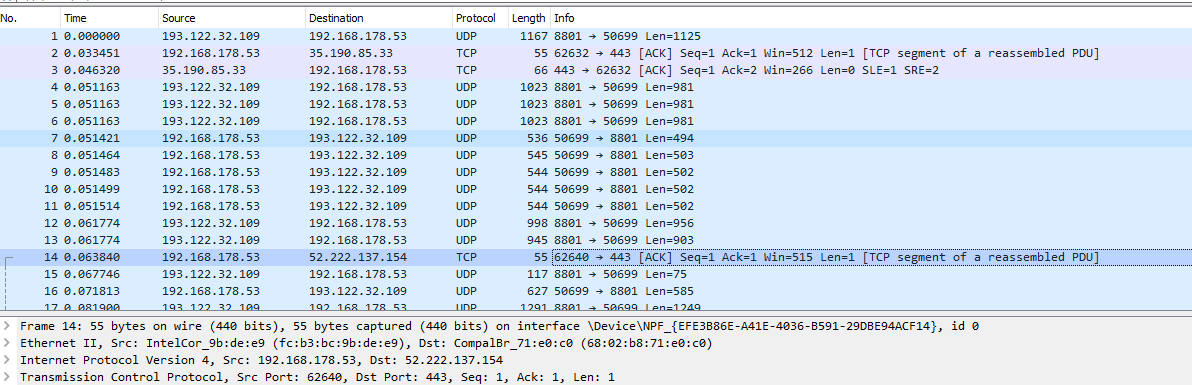 No. Time Source Destination Protocol Length Info
1 0.000000 193.122.32.109 192.168.178.53 UDP 1167 8801 → 50699 Len=1125
2 0.033451 192.168.178.53 35.190.85.33 TCP 55 62632 → 443 [ACK] Seq=1 Ack=1 Win=512 Len=1 [TCP segment of a reassembled PDU]
3 0.046320 35.190.85.33 192.168.178.53 TCP 66 443 → 62632 [ACK] Seq=1 Ack=2 Win=266 Len=0 SLE=1 SRE=2
4 0.051163 193.122.32.109 192.168.178.53 UDP 1023 8801 → 50699 Len=981
5 0.051163 193.122.32.109 192.168.178.53 UDP 1023 8801 → 50699 Len=981
6 0.051163 193.122.32.109 192.168.178.53 UDP 1023 8801 → 50699 Len=981
7 0.051421 192.168.178.53 193.122.32.109 UDP 536 50699 → 8801 Len=494
8 0.051464 192.168.178.53 193.122.32.109 UDP 545 50699 → 8801 Len=503
9 0.051483 192.168.178.53 193.122.32.109 UDP 544 50699 → 8801 Len=502
10 0.051499 192.168.178.53 193.122.32.109 UDP 544 50699 → 8801 Len=502
11 0.051514 192.168.178.53 193.122.32.109 UDP 544 50699 → 8801 Len=502
12 0.061774 193.122.32.109 192.168.178.53 UDP 998 8801 → 50699 Len=956
13 0.061774 193.122.32.109 192.168.178.53 UDP 945 8801 → 50699 Len=903
14 0.063840 192.168.178.53 52.222.137.154 TCP 55 62640 → 443 [ACK] Seq=1 Ack=1 Win=515 Len=1 [TCP segment of a reassembled PDU]
15 0.067746 193.122.32.109 192.168.178.53 UDP 117 8801 → 50699 Len=75
16 0.071813 192.168.178.53 193.122.32.109 UDP 627 50699 → 8801 Len=585
17 0.081900 193.122.32.109 192.168.178.53 UDP 1291 8801 → 50699 Len=1249
Frame 14: 55 bytes on wire (440 bits), 55 bytes captured (440 bits) on interface \Device\NPF_{EFE3B86E-A41E-4036-B591-29DBE94ACF14}, id 0
Ethernet II, Src: IntelCor_9b:de:e9 (fc:b3:bc:9b:de:e9), Dst: CompalBr_71:e0:c0 (68:02:b8:71:e0:c0)
Internet Protocol Version 4, Src: 192.168.178.53, Dst: 52.222.137.154
Transmission Control Protocol, Src Port: 62640, Dst Port: 443, Seq: 1, Ack: 1, Len: 1